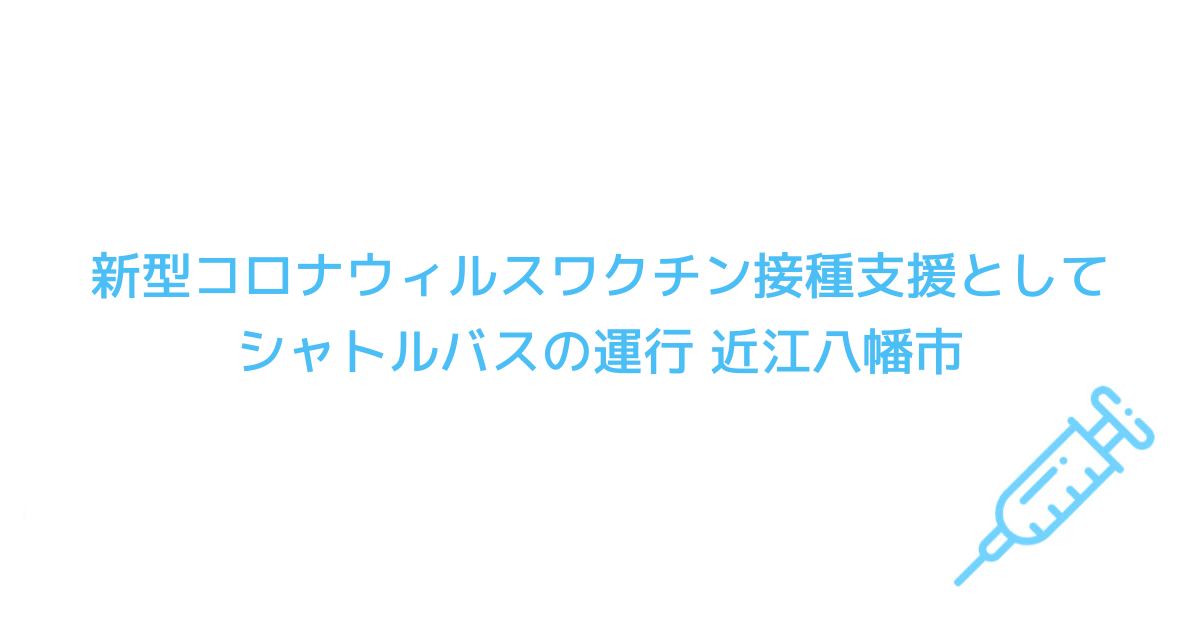 新型コロナウィルスワクチン接種支援として
シャトルバスの運行 近江八幡市